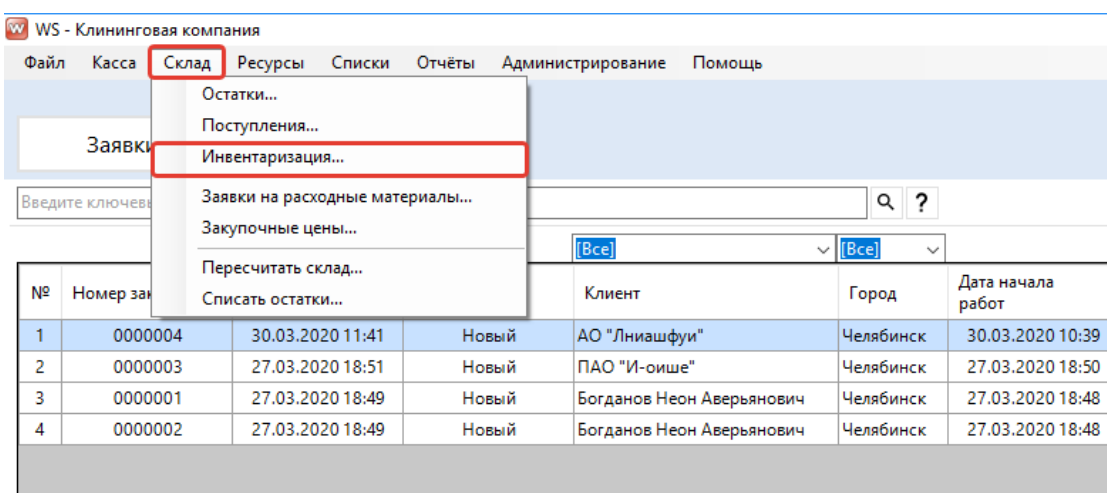 WS - Клининговая компания
Файл Касса Склад Ресурсы Списки Отчёты Администрирование Помощь
Остатки...
Поступления...
Заявки
Инвентаризация...
Введите
Заявки на расходные материалы...
?
Закупочные цены...
[Все] [Все]
Пересчитать склад...
Списать остатки...
№ Номер Клиент Город Дата начала работ
1 0000004 30.03.2020 11:41 Новый АО "Лниашфуи" Челябинск 30.03.2020 10:39
2 0000003 27.03.2020 18:51 Новый ПАО "И-оише" Челябинск 27.03.2020 18:50
3 0000001 27.03.2020 18:49 Новый Богданов Неон Аверьянович Челябинск 27.03.2020 18:48
4 0000002 27.03.2020 18:49 Новый Богданов Неон Аверьянович Челябинск 27.03.2020 18:48